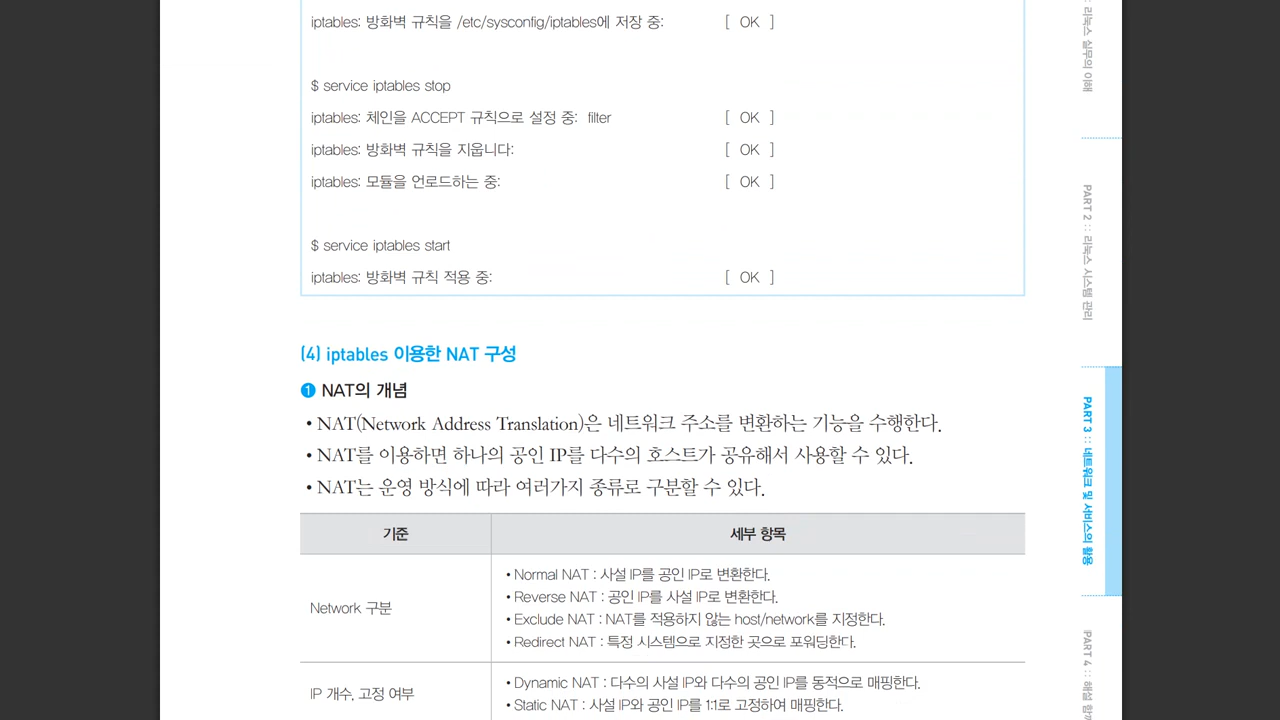 iptables: 방화벽 규칙을 /etc/sysconfig/iptables에 저장 중: [ OK ]
$ service iptables stop
iptables: 체인을 ACCEPT 규칙으로 설정 중: filter [ OK ]
iptables: 방화벽 규칙을 지웁니다: [ OK ]
iptables: 모듈을 언로드하는 중: [ OK ]
$ service iptables start
iptables: 방화벽 규칙 적용 중: [ OK ]
(4) iptables 이용한 NAT 구성
❶ NAT의 개념
• NAT(Network Address Translation)은 네트워크 주소를 변환하는 기능을 수행한다.
• NAT를 이용하면 하나의 공인 IP를 다수의 호스트가 공유해서 사용할 수 있다.
• NAT는 운영 방식에 따라 여러가지 종류로 구분할 수 있다.
기준 세부 항목
Network 구분
• Normal NAT : 사설 IP를 공인 IP로 변환한다.
• Reverse NAT : 공인 IP를 사설 IP로 변환한다.
• Exclude NAT : NAT를 적용하지 않는 host/network를 지정한다.
• Redirect NAT : 특정 시스템으로 지정한 곳으로 포워딩한다.
IP 개수, 고정 여부
• Dynamic NAT : 다수의 사설 IP와 다수의 공인 IP를 동적으로 매핑한다.
• Static NAT : 사설 IP와 공인 IP를 1:1로 고정하여 매핑한다.
: 리눅스 실무의 이해
PART 2 :: 리눅스 시스템 관리
PART 3 :: 네트워크 및 서비스의 활용
PART 4 :: 해설 함께